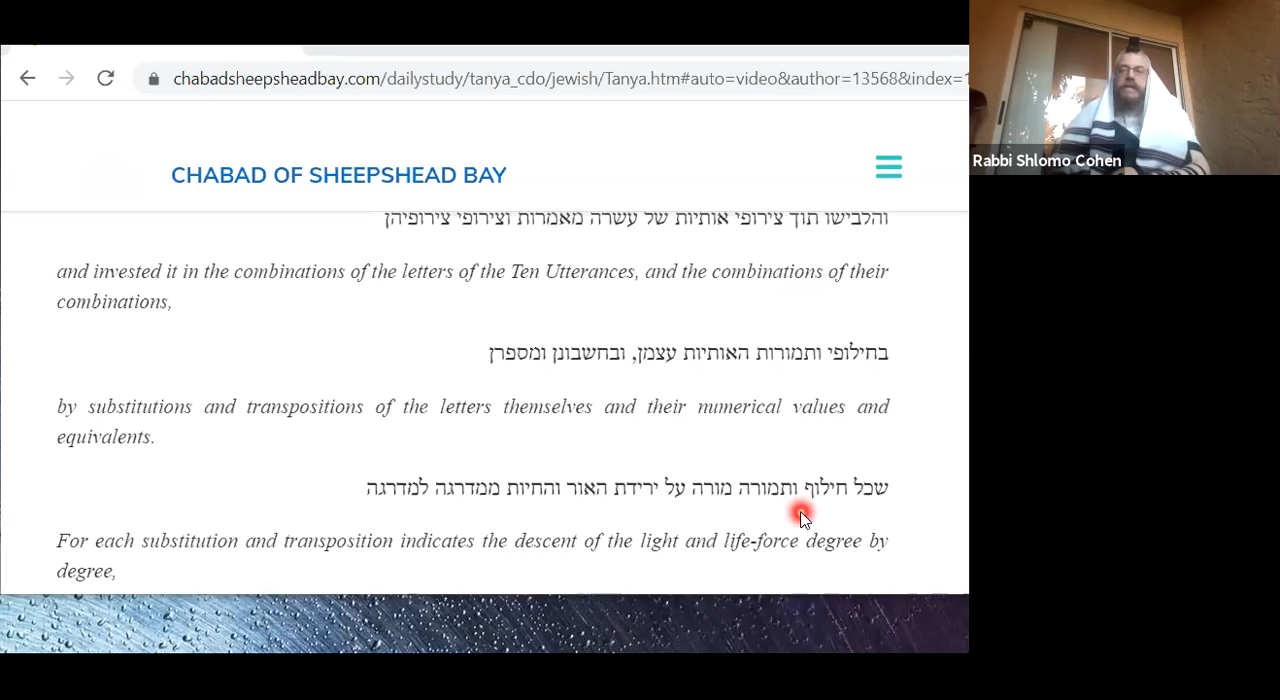 chabadsheepsheadbay.com/dailystudy/tanya_cdo/jewish/Tanya.htm#auto=video&author=13568&index=1
Rabbi Shlomo Cohen
CHABAD OF SHEEPSHEAD BAY
והלבישו תוך צירופי אותיות של עשרה מאמרות וצירופי צירופיהן
and invested it in the combinations of the letters of the Ten Utterances, and the combinations of their
combinations,
בחילופי ותמורות האותיות עצמן, ובחשבונן ומספרן
by substitutions and transpositions of the letters themselves and their numerical values and
equivalents.
שכל חילוף ותמורה מורה על ירידת האור והחיות ממדרגה למדרגה
For each substitution and transposition indicates the descent of the light and life-force degree by
degree,